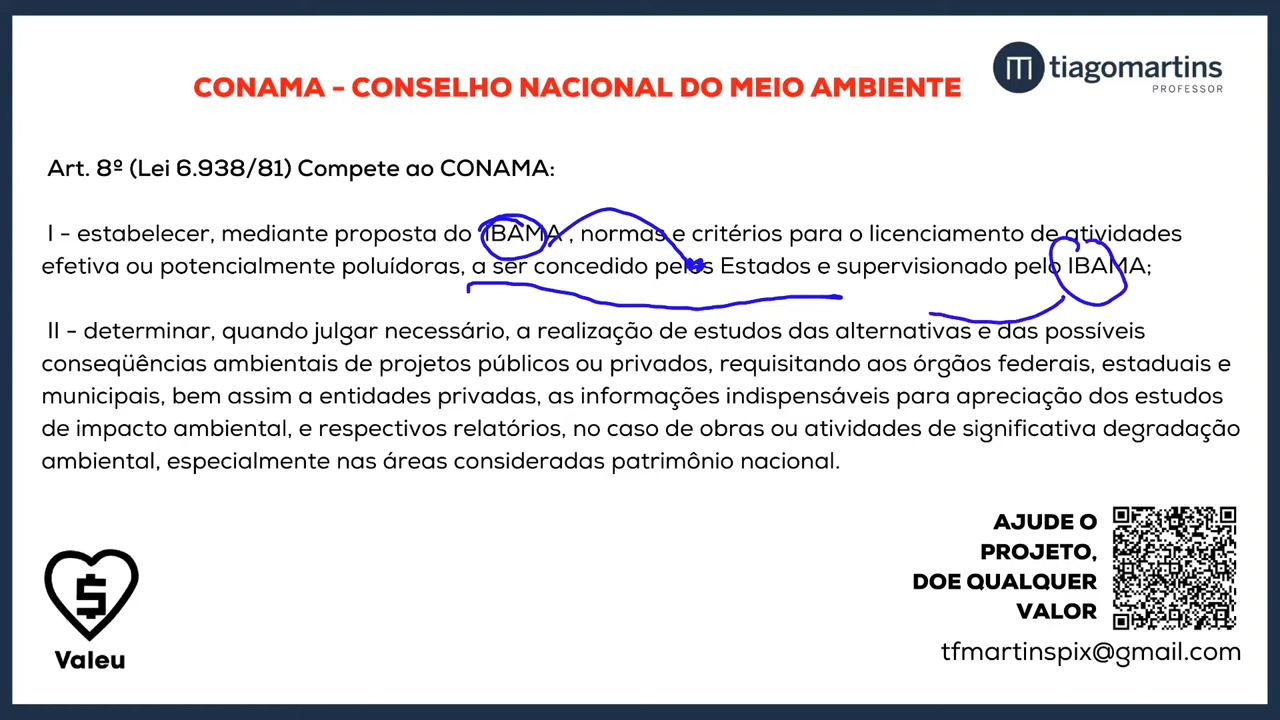 CONAMA - CONSELHO NACIONAL DO MEIO AMBIENTE
tiagomartins
PROFESSOR
Art. 8º (Lei 6.938/81) Compete ao CONAMA:
I - estabelecer, mediante proposta do IBAMA , normas e critérios para o licenciamento de atividades
efetiva ou potencialmente poluídoras, a ser concedido pelos Estados e supervisionado pelo IBAMA;
II - determinar, quando julgar necessário, a realização de estudos das alternativas e das possíveis
conseqüências ambientais de projetos públicos ou privados, requisitando aos órgãos federais, estaduais e
municipais, bem assim a entidades privadas, as informações indispensáveis para apreciação dos estudos
de impacto ambiental, e respectivos relatórios, no caso de obras ou atividades de significativa degradação
ambiental, especialmente nas áreas consideradas patrimônio nacional.
AJUDE O
PROJETO,
DOE QUALQUER
VALOR
tfmartinspix@gmail.com
$
Valeu